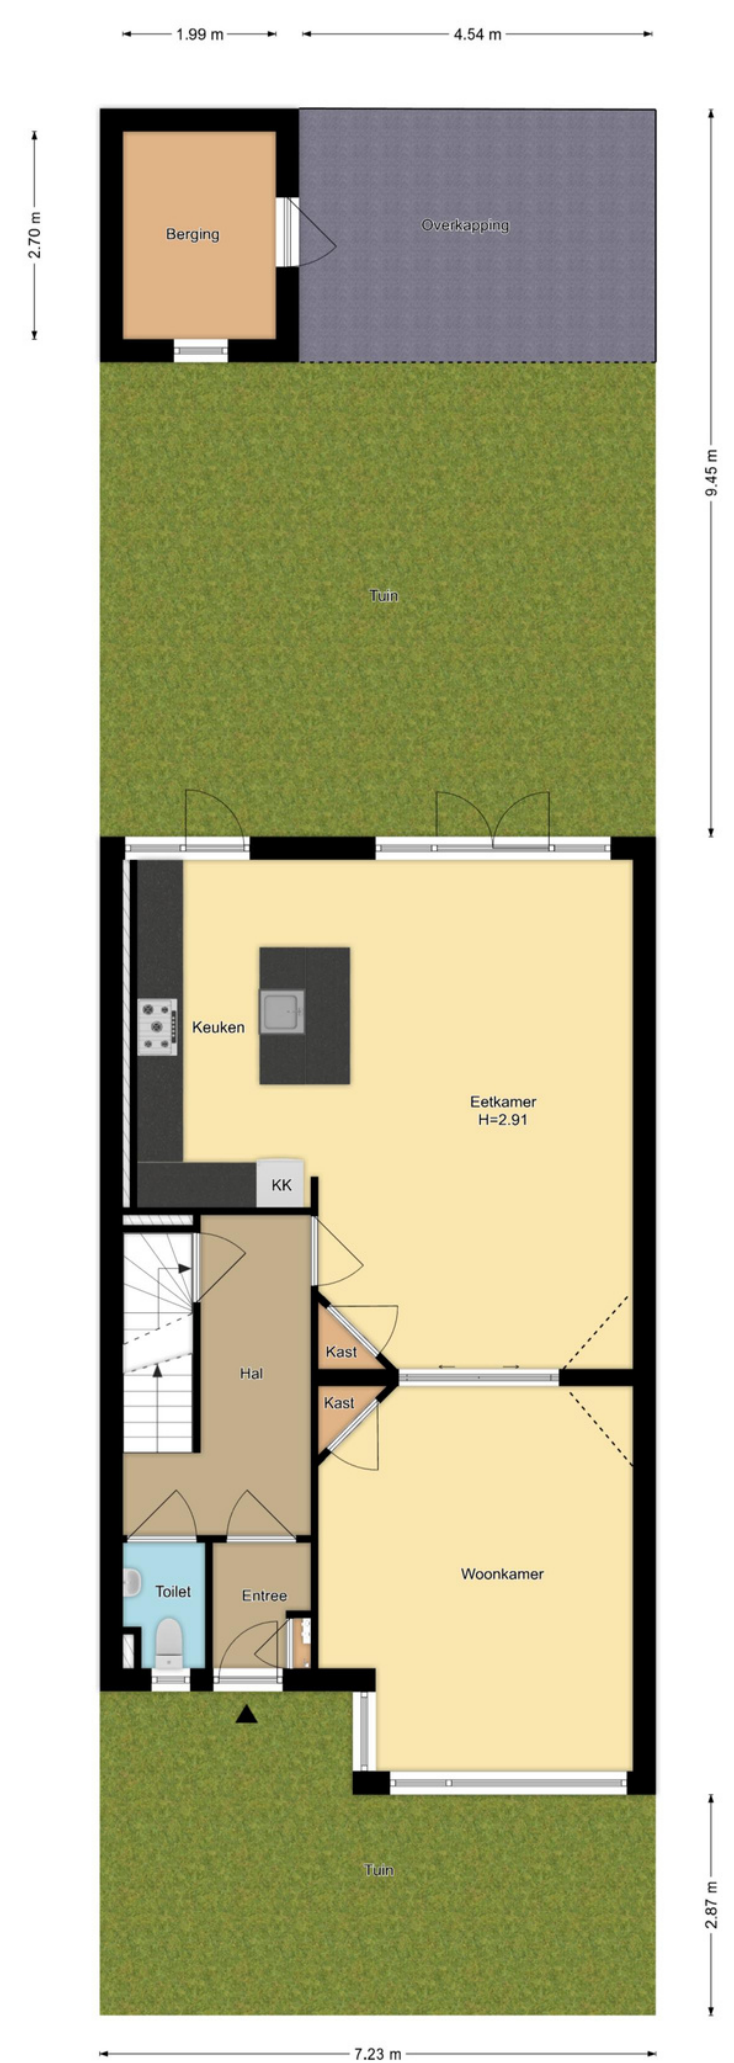 1.99 m
4.54 m
2.70 m
Berging
Overkapping
9.45 m
Tuin
Keuken
Eetkamer
H=2.91
KK
Kast
Hal
Kast
Woonkamer
Toilet
Entree
Tuin
2.87 m
7.23 m